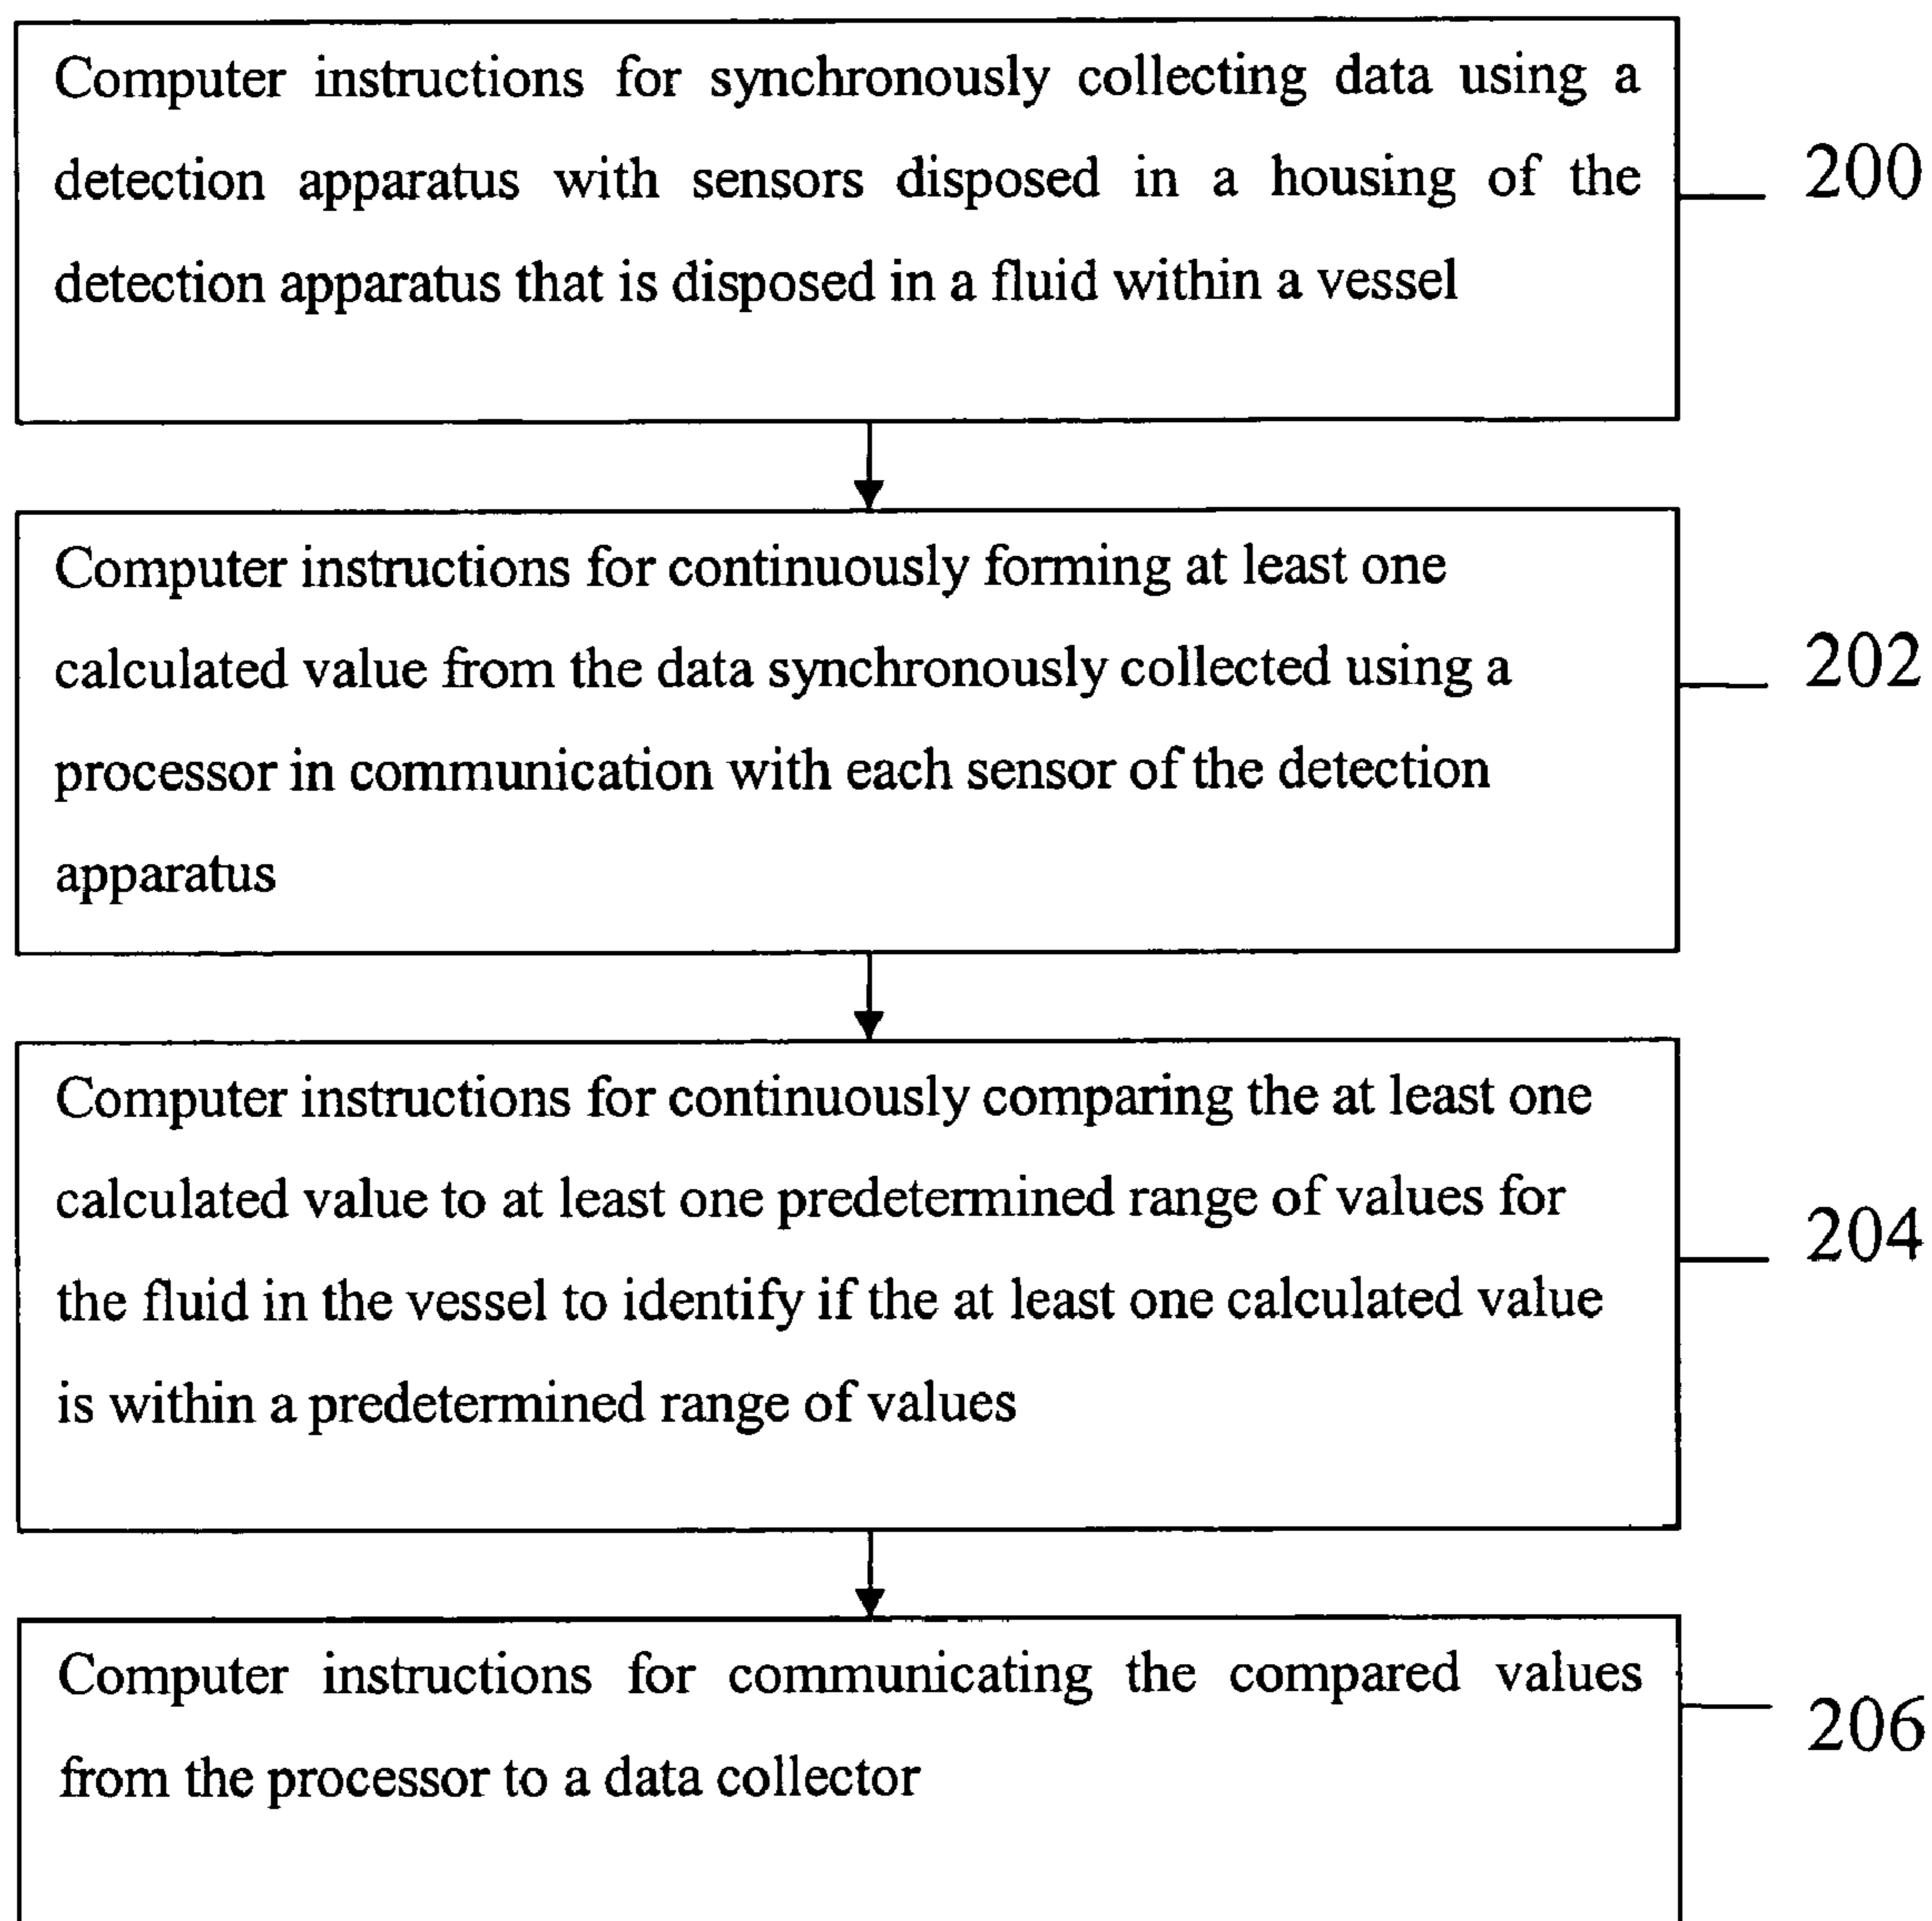 Computer instructions for synchronously collecting data using a
detection apparatus with sensors disposed in a housing of the
detection apparatus that is disposed in a fluid within a vessel
200
Computer instructions for continuously forming at least one
calculated value from the data synchronously collected using a
processor in communication with each sensor of the detection
apparatus
202
Computer instructions for continuously comparing the at least one
calculated value to at least one predetermined range of values for
the fluid in the vessel to identify if the at least one calculated value
is within a predetermined range of values
204
Computer instructions for communicating the compared values
from the processor to a data collector
206